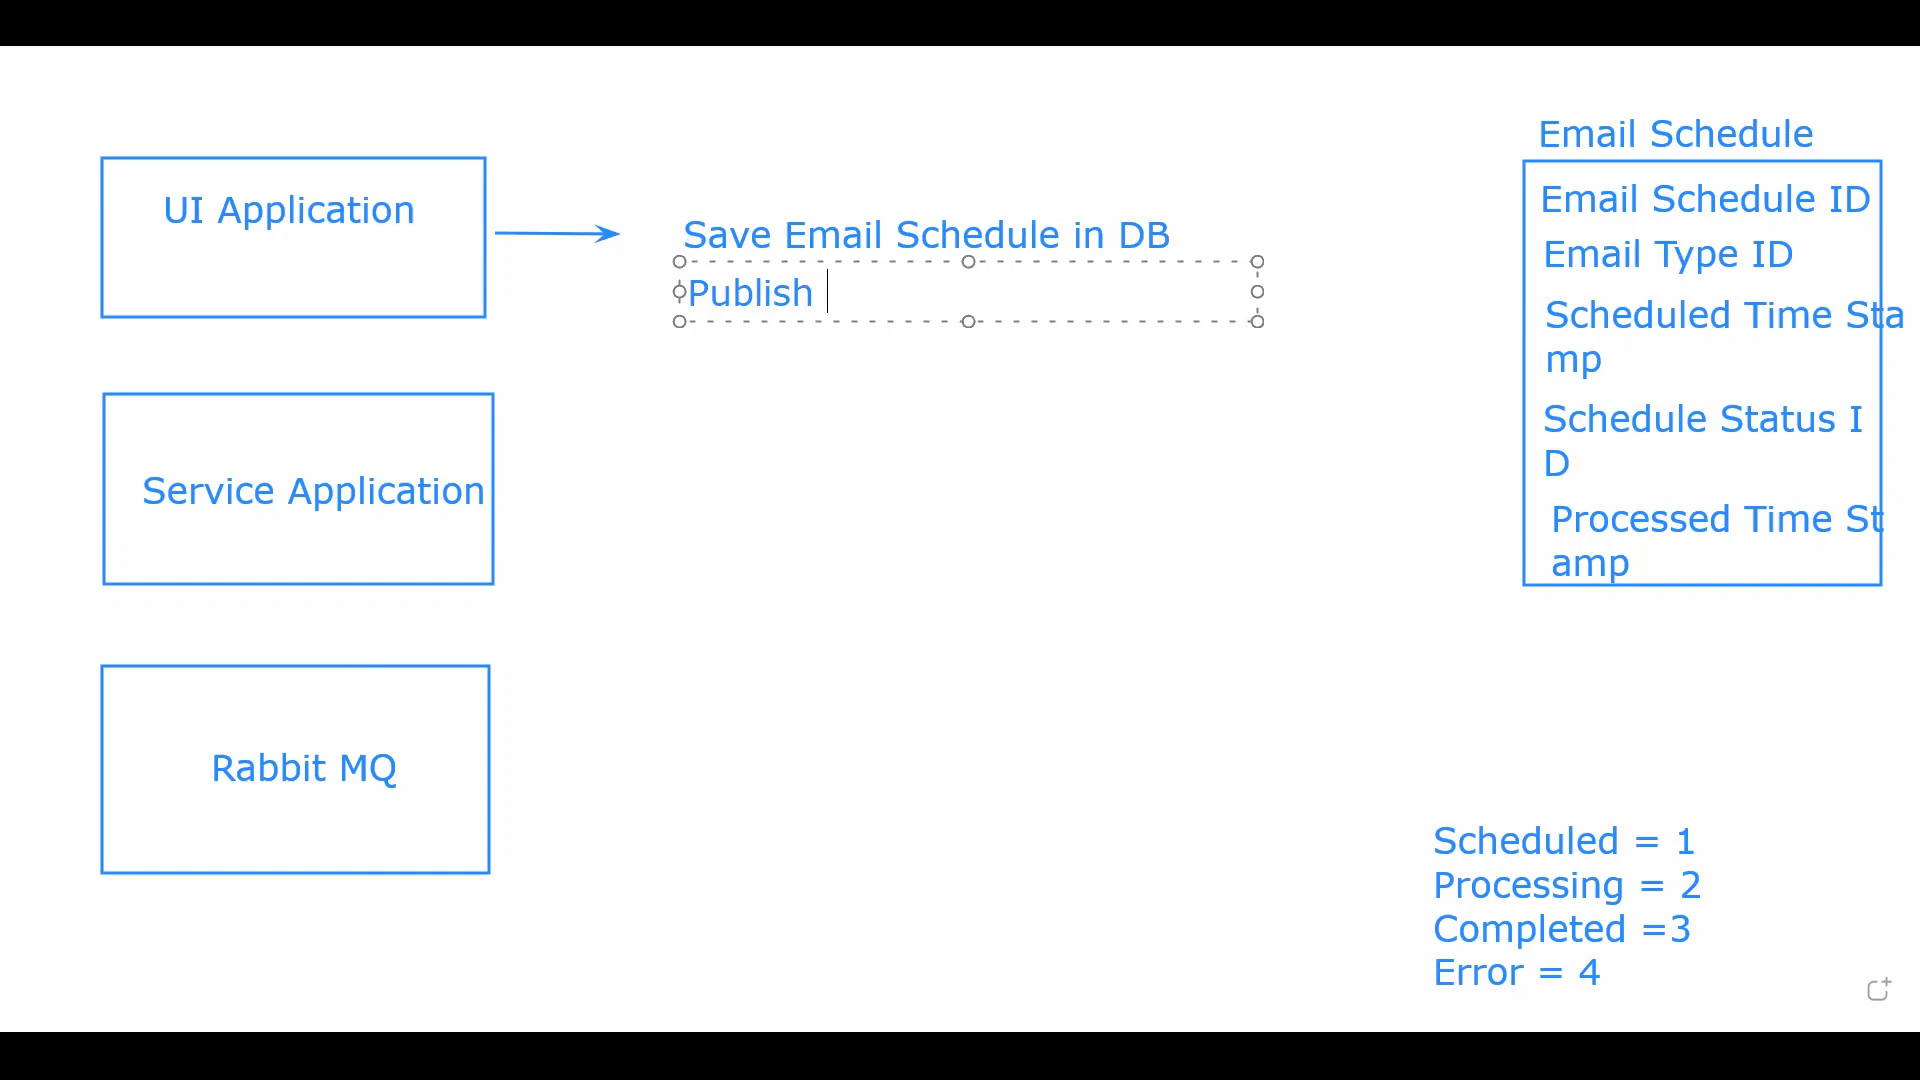 UI Application
Save Email Schedule in DB
Publish
Service Application
Rabbit MQ
Email Schedule
Email Schedule ID
Email Type ID
Scheduled Time Sta
mp
Schedule Status I
D
Processed Time St
amp
Scheduled = 1
Processing = 2
Completed =3
Error = 4